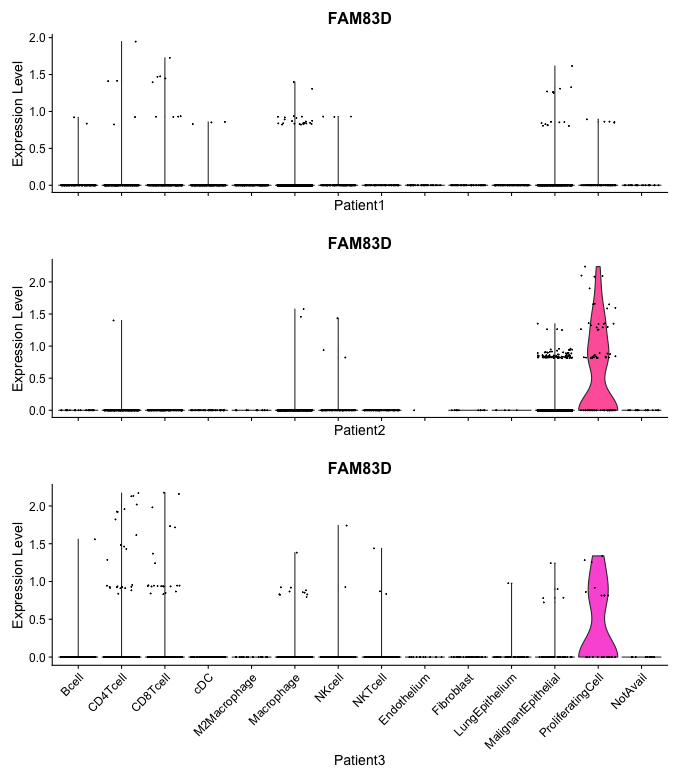 FAM83D
Expression Level
2.0
1.5
1.0
0.5
0.0
Patient1
FAM83D
Expression Level
2.0
1.5
1.0
0.5
0.0
Patient2
FAM83D
Expression Level
2.0
1.5
1.0
0.5
0.0
Bcell
CD4Tcell
CD8Tcell
cDC
M2Macrophage
Macrophage
NKcell
NKTcell
Endothelium
Fibroblast
LungEpithelium
MalignantEpithelial
ProliferatingCell
NotAvail
Patient3